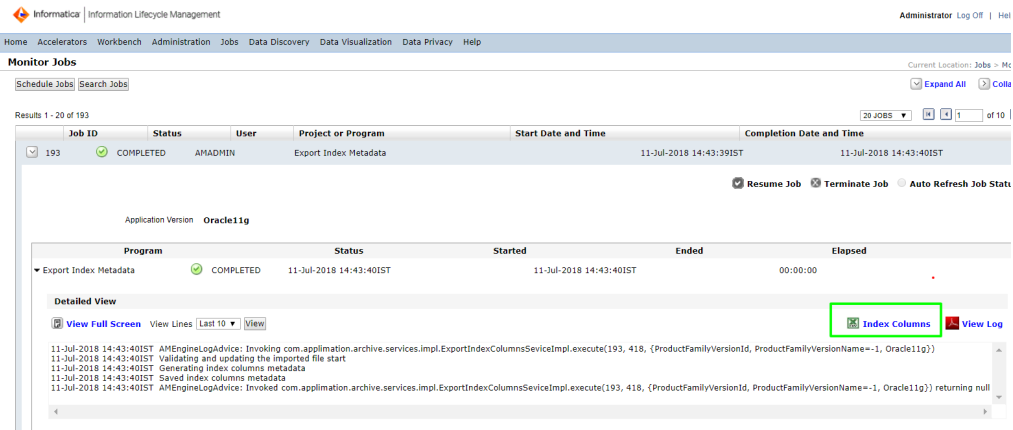 Informatica | Information Lifecycle Management
Administrator Log Off | Hel
Home Accelerators Workbench Administration Jobs Data Discovery Data Visualization Data Privacy Help
Monitor Jobs
Current Location: Jobs > Mo
Schedule Jobs Search Jobs
Expand All Colla
Results 1 - 20 of 193
20 JOBS 1 of 10
Job ID Status User Project or Program Start Date and Time Completion Date and Time
193 COMPLETED AMADMIN Export Index Metadata 11-Jul-2018 14:43:39IST 11-Jul-2018 14:43:40IST
Resume Job Terminate Job Auto Refresh Job Statu
Application Version Oracle11g
Program Status Started Ended Elapsed
Export Index Metadata COMPLETED 11-Jul-2018 14:43:40IST 11-Jul-2018 14:43:40IST 00:00:00
Detailed View
View Full Screen View Lines Last 10 View
Index Columns View Log
11-Jul-2018 14:43:40IST AMEngineLogAdvice: Invoking com.applimation.archive.services.impl.ExportIndexColumnsSeviceImpl.execute(193, 418, {ProductFamilyVersionId, ProductFamilyVersionName=-1, Oracle11g})
11-Jul-2018 14:43:40IST Validating and updating the imported file start
11-Jul-2018 14:43:40IST Generating index columns metadata
11-Jul-2018 14:43:40IST Saved index columns metadata
11-Jul-2018 14:43:40IST AMEngineLogAdvice: Invoked com.applimation.archive.services.impl.ExportIndexColumnsSeviceImpl.execute(193, 418, {ProductFamilyVersionId, ProductFamilyVersionName=-1, Oracle11g}) returning null